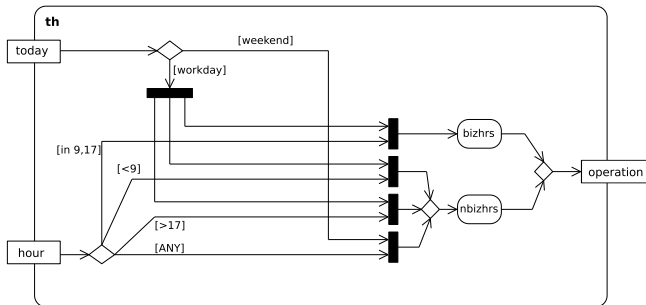 th
today
[weekend]
[workday]
bizhrs
[in 9,17]
[<9]
operation
nbizhrs
[>17]
[ANY]
hour